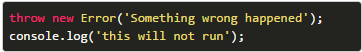 throw new Error('Something wrong happened');
console.log('this will not run');